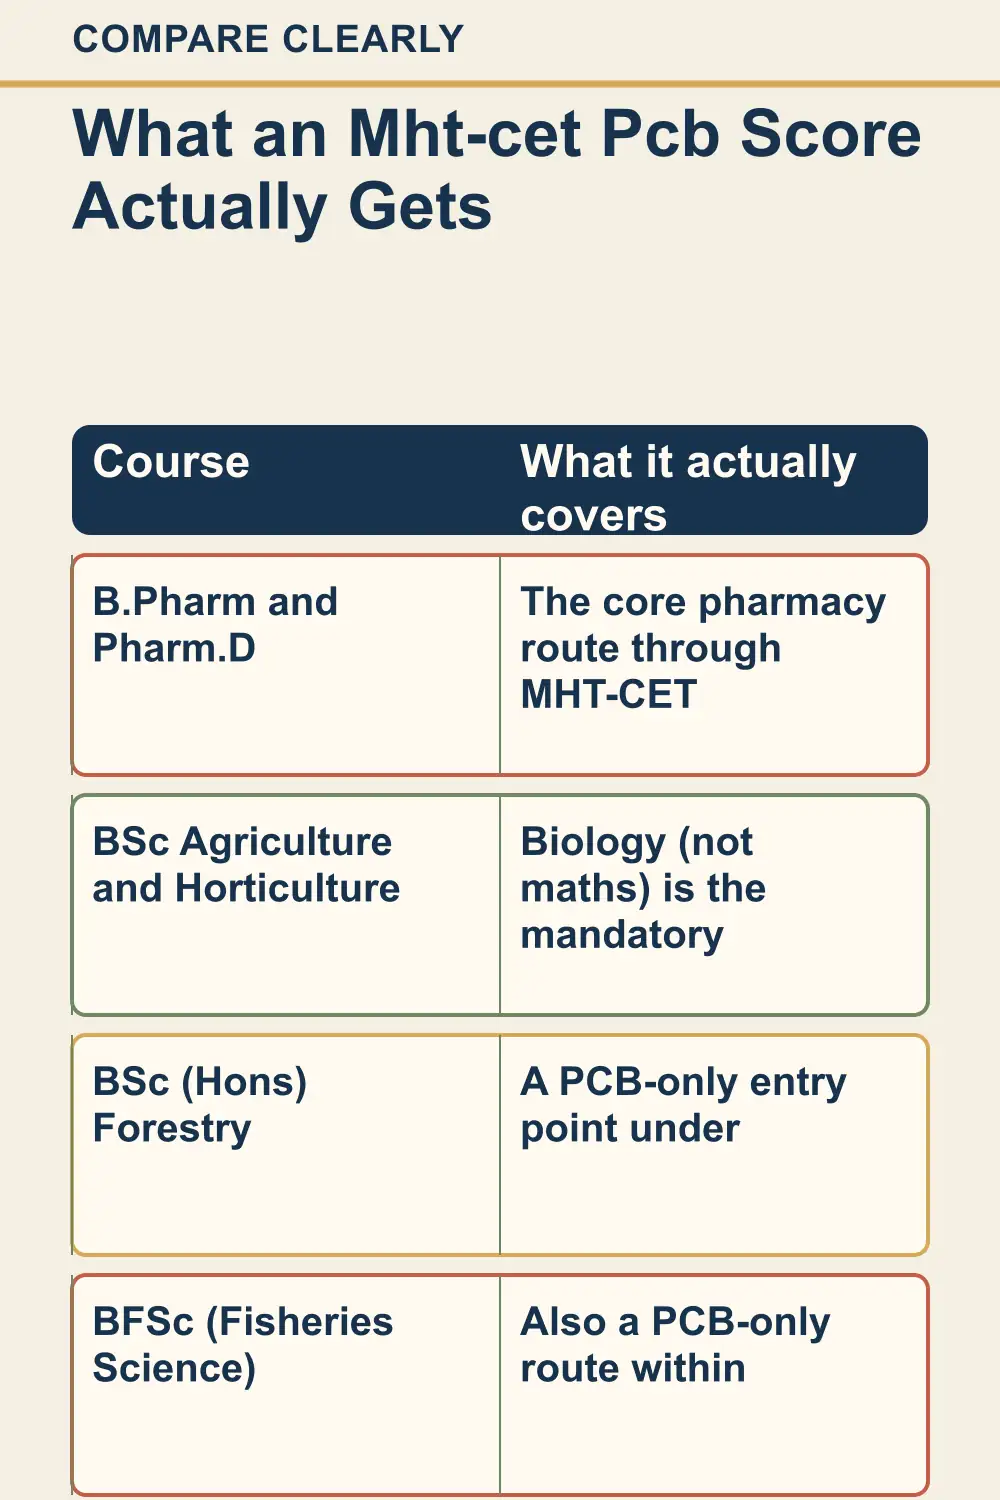 COMPARE CLEARLY
What an Mht-cet Pcb Score
Actually Gets
Course
What it actually
covers
B.Pharm and
Pharm.D
The core pharmacy
route through
MHT-CET
BSc Agriculture
and Horticulture
Biology (not
maths) is the
mandatory
BSc (Hons)
Forestry
A PCB-only entry
point under
BFSc (Fisheries
Science)
Also a PCB-only
route within